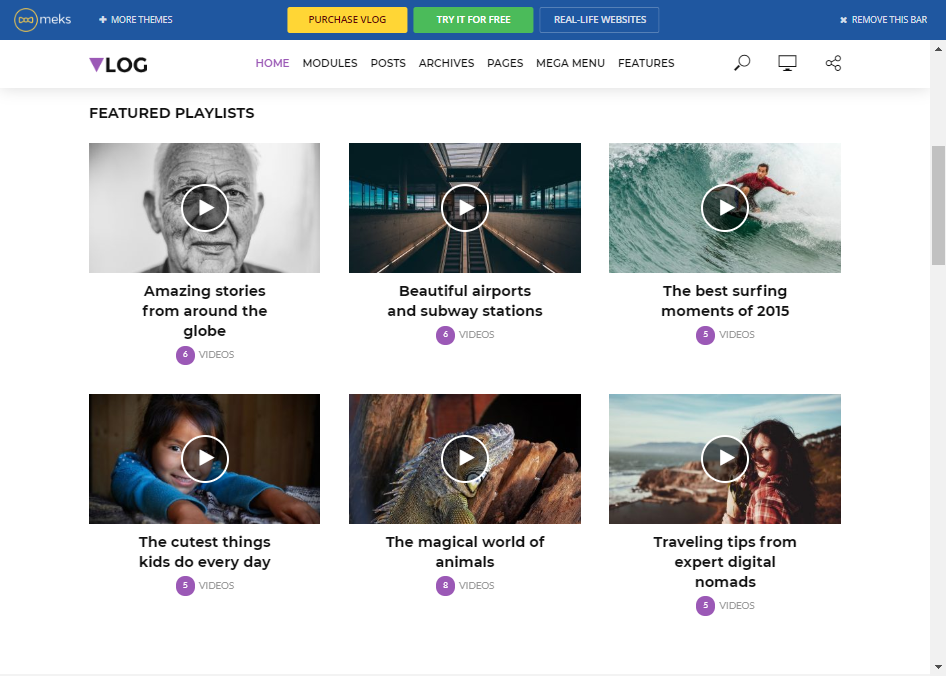 meks
MORE THEMES
PURCHASE VLOG
TRY IT FOR FREE
REAL-LIFE WEBSITES
REMOVE THIS BAR
VLOG
HOME
MODULES
POSTS
ARCHIVES
PAGES
MEGA MENU
FEATURES
FEATURED PLAYLISTS
Amazing stories
from around the
globe
6 VIDEOS
Beautiful airports
and subway stations
6 VIDEOS
The best surfing
moments of 2015
5 VIDEOS
The cutest things
kids do every day
5 VIDEOS
The magical world of
animals
8 VIDEOS
Traveling tips from
expert digital
nomads
5 VIDEOS